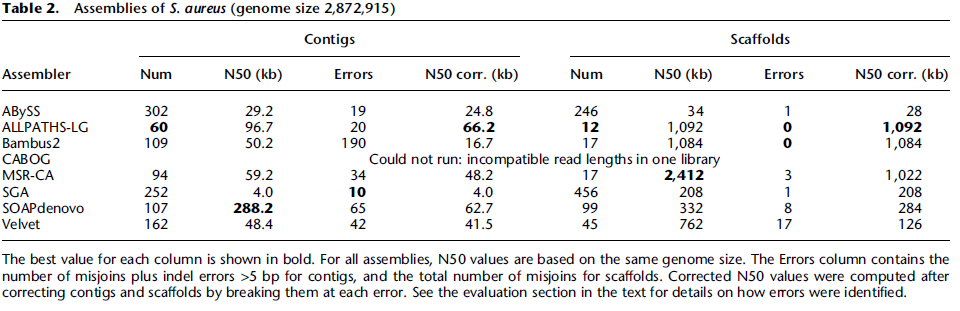 Table 2. Assemblies of S. aureus (genome size 2,872,915)
Contigs Scaffolds
Assembler Num N50 (kb) Errors N50 corr. (kb) Num N50 (kb) Errors N50 corr. (kb)
ABySS 302 29.2 19 24.8 246 34 1 28
ALLPATHS-LG 60 96.7 20 66.2 12 1,092 0 1,092
Bambus2 109 50.2 190 16.7 17 1,084 0 1,084
CABOG Could not run: incompatible read lengths in one library
MSR-CA 94 59.2 34 48.2 17 2,412 3 1,022
SGA 252 4.0 10 4.0 456 208 1 208
SOAPdenovo 107 288.2 65 62.7 99 332 8 284
Velvet 162 48.4 42 41.5 45 762 17 126
The best value for each column is shown in bold. For all assemblies, N50 values are based on the same genome size. The Errors column contains the
number of misjoins plus indel errors >5 bp for contigs, and the total number of misjoins for scaffolds. Corrected N50 values were computed after
correcting contigs and scaffolds by breaking them at each error. See the evaluation section in the text for details on how errors were identified.